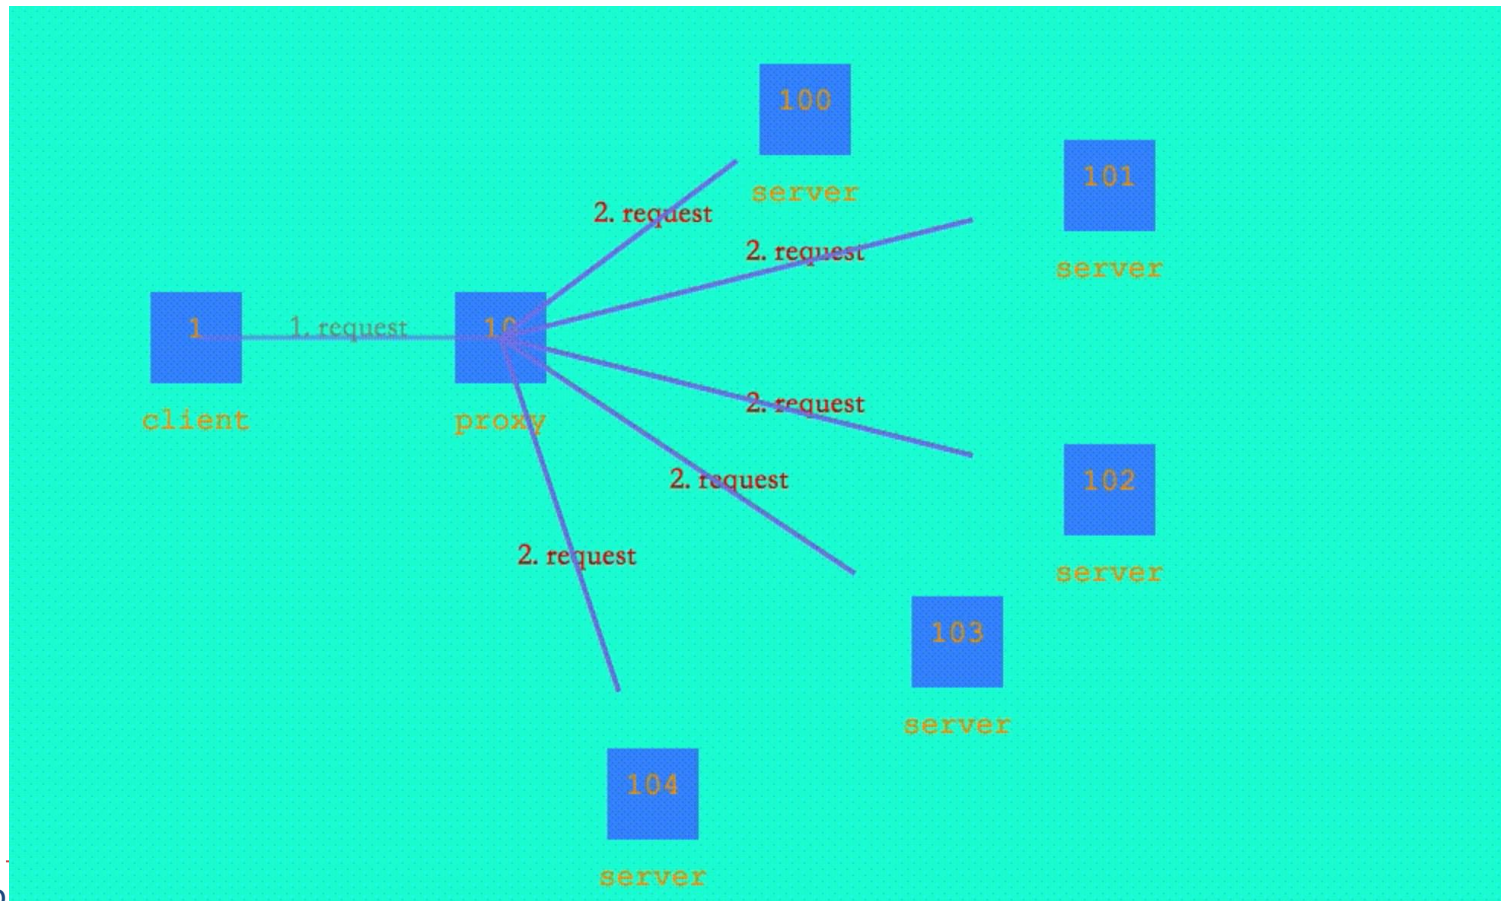 100
server
101
server
2. request
2. request
1
1. request
10
client
proxy
2. request
2. request
2. request
102
server
103
server
104
server